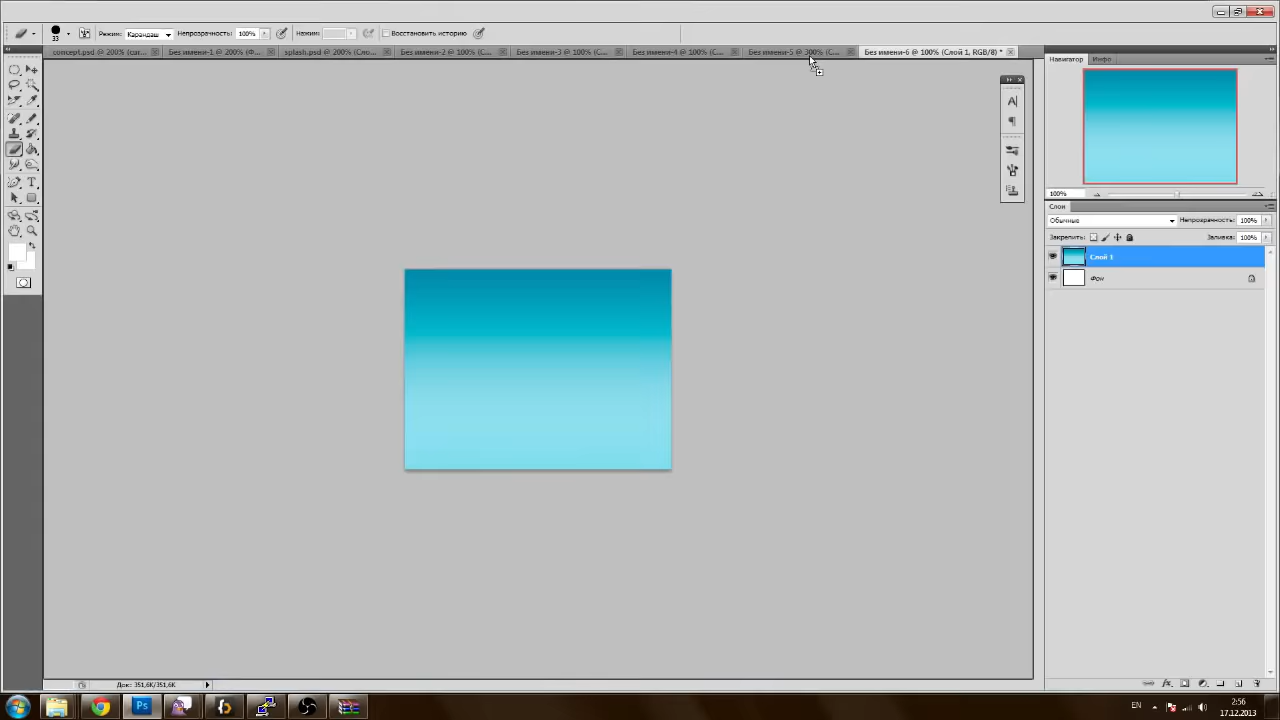 33
Режим: Карандаш Непрозрачность: 100% Нажим: Восстановить историю
concept.psd @ 200% (cur... Без имени-1 @ 200% (Ф... splash.psd @ 200% (Сло... Без имени-2 @ 100% (С... Без имени-3 @ 100% (С... Без имени-4 @ 100% (С... Без имени-5 @ 300% (С... Без имени-6 @ 100% (Слой 1, RGB/8) *
Навигатор Инфо
100%
Слои
Обычные Непрозрачность: 100%
Закрепить: Заливка: 100%
Слой 1
Фон
Док: 351,6K/351,6K
EN 2:56
17.12.2013